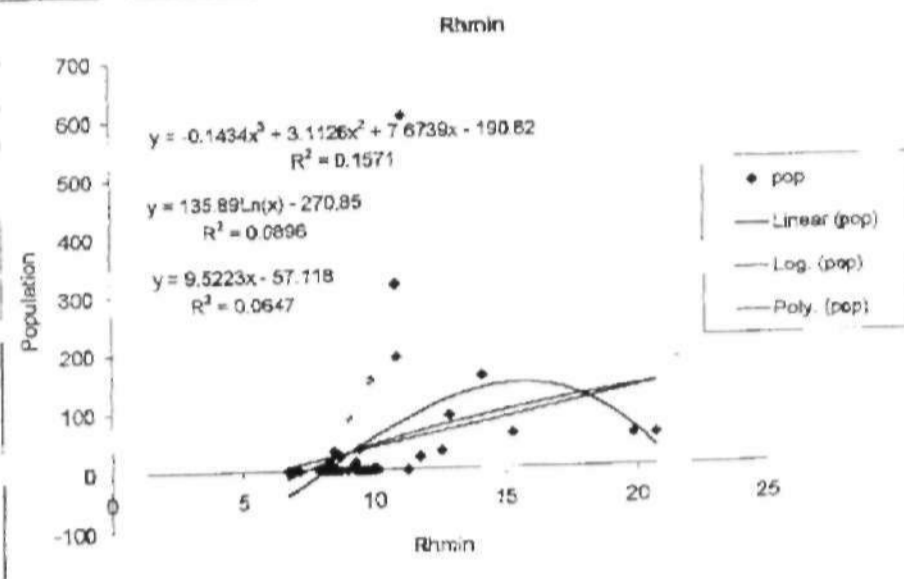 Rhmin
700
600
500
400
300
200
100
0
-100
Population
y = -0.1434x³ + 3.1126x² + 7.6739x - 190.82
R² = 0.1571
y = 135.89Ln(x) - 270.85
R² = 0.0896
y = 9.5223x - 57.118
R² = 0.0647
pop
Linear (pop)
Log. (pop)
Poly. (pop)
0
5
10
15
20
25
Rhmin